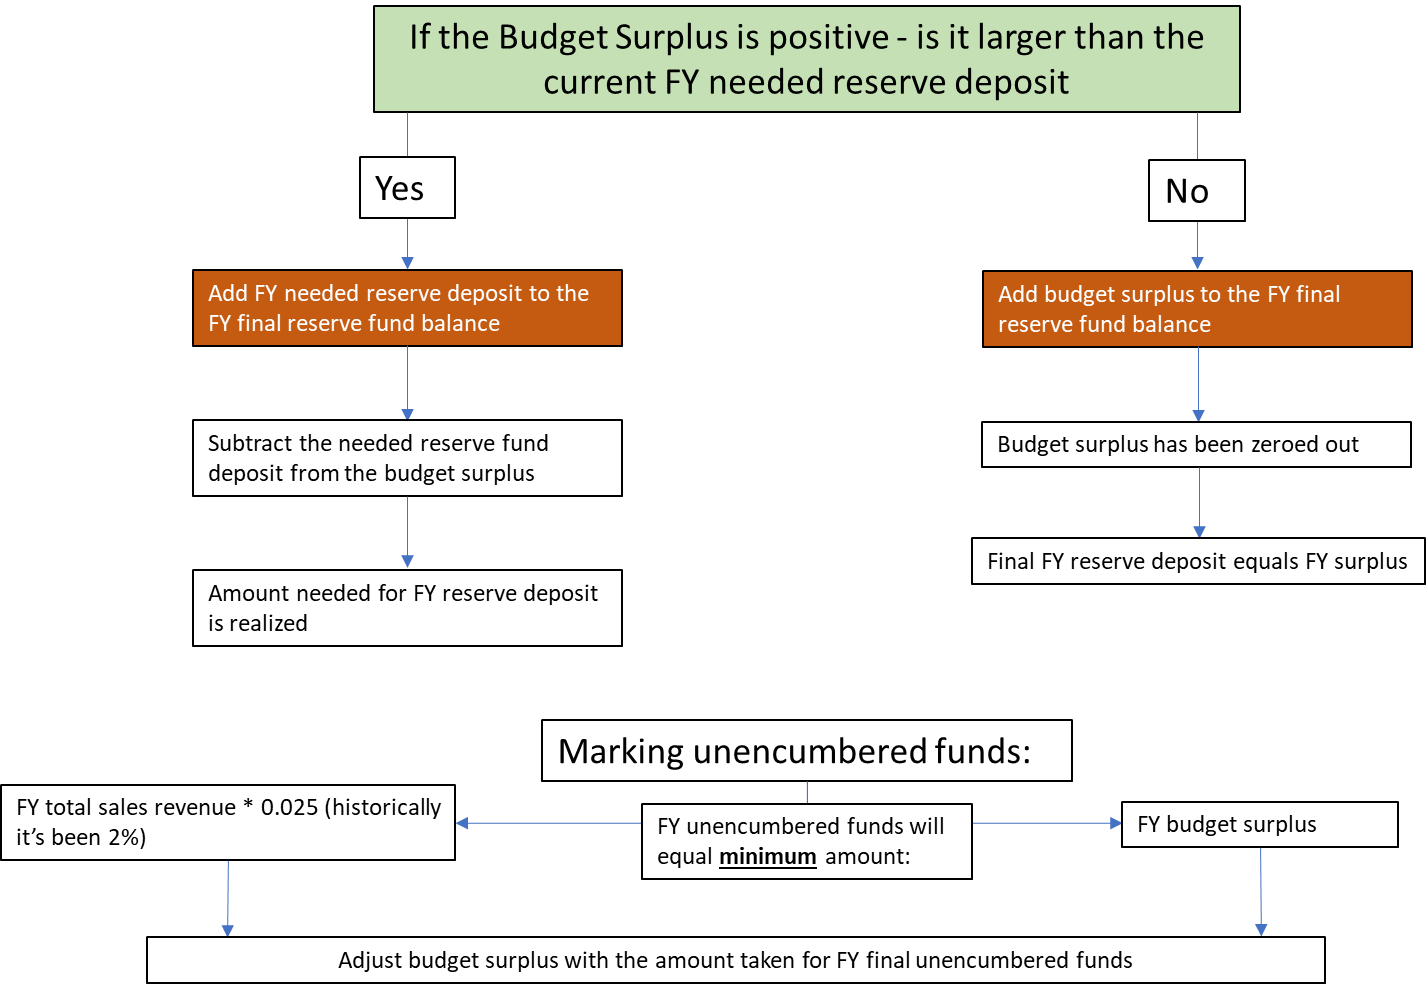 If the Budget Surplus is positive - is it larger than the
current FY needed reserve deposit
Yes
No
Add FY needed reserve deposit to the
FY final reserve fund balance
Add budget surplus to the FY final
reserve fund balance
Subtract the needed reserve fund
deposit from the budget surplus
Budget surplus has been zeroed out
Amount needed for FY reserve deposit
is realized
Final FY reserve deposit equals FY surplus
Marking unencumbered funds:
FY total sales revenue * 0.025 (historically
it’s been 2%)
FY unencumbered funds will
equal minimum amount:
FY budget surplus
Adjust budget surplus with the amount taken for FY final unencumbered funds